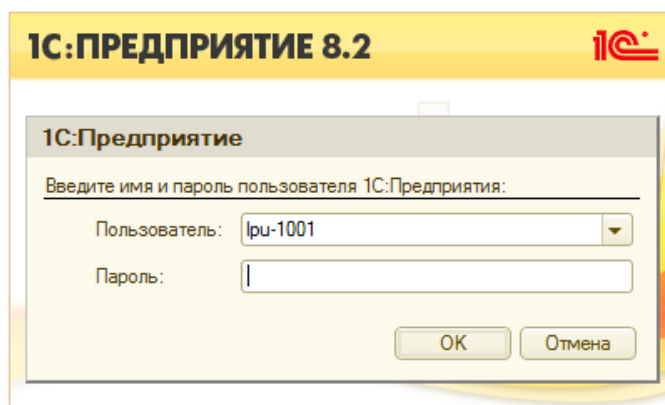 1С:ПРЕДПРИЯТИЕ 8.2 1С
1С:Предприятие
Введите имя и пароль пользователя 1С:Предприятия:
Пользователь: lpu-1001
Пароль:
OK Отмена